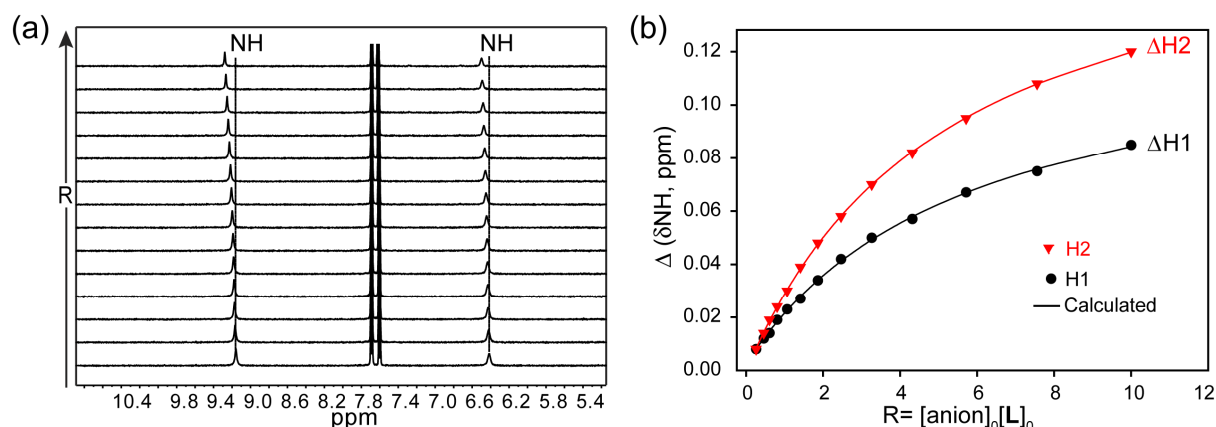 (a)
NH
NH
R
10.4 9.8 9.4 9.0 8.6 8.2 7.8 7.4 7.0 6.6 6.2 5.8 5.4
ppm
(b)
0.12
0.10
0.08
0.06
0.04
0.02
0.00
Δ (δNH, ppm)
ΔH2
ΔH1
H2
H1
Calculated
0 2 4 6 8 10 12
R= [anion]₀[L]₀